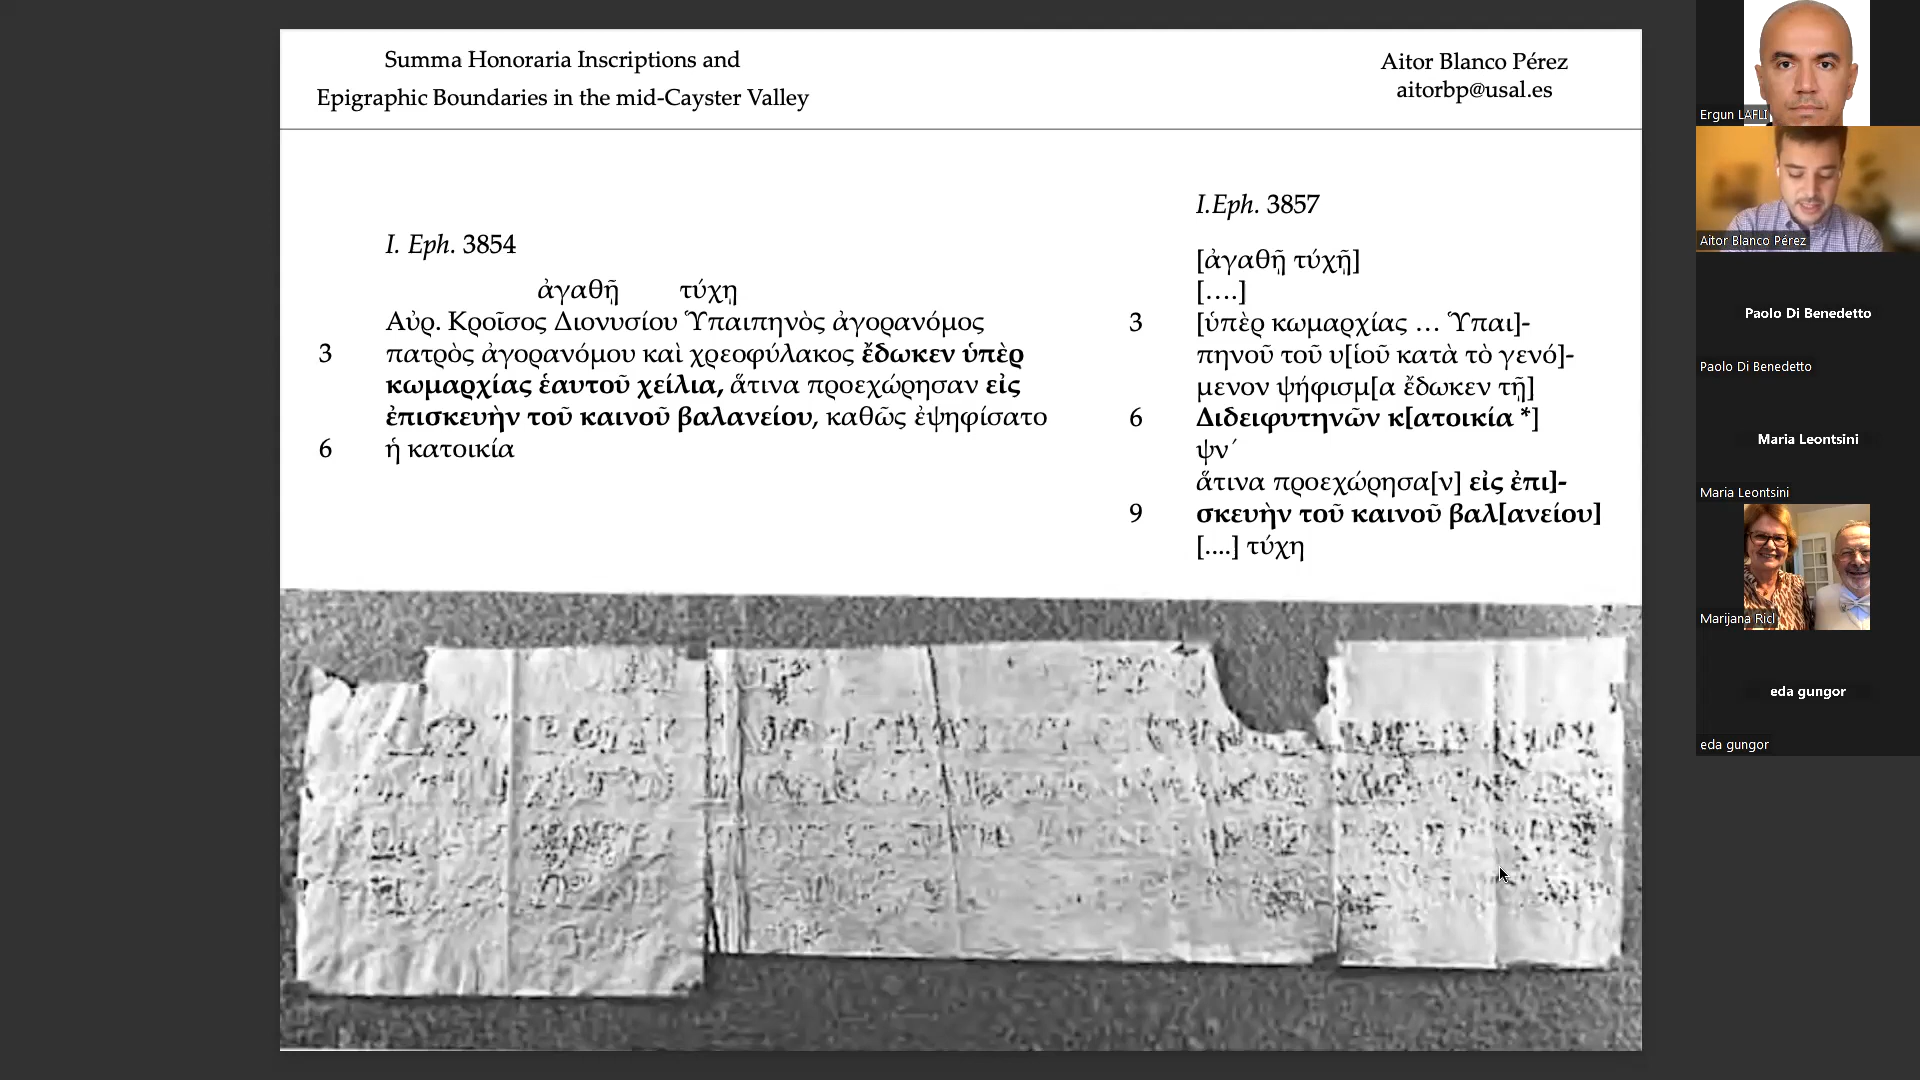 Summa Honoraria Inscriptions and
Epigraphic Boundaries in the mid-Cayster Valley
Aitor Blanco Pérez
aitorbp@usal.es
I. Eph. 3854
ἀγαθῇ τύχῃ
Αὐρ. Κροῖσος Διονυσίου Ὑπαιπηνὸς ἀγορανόμος
3 πατρὸς ἀγορανόμου καὶ χρεοφύλακος ἔδωκεν ὑπὲρ
κωμαρχίας ἑαυτοῦ χείλια, ἅτινα προεχώρησαν εἰς
ἐπισκευὴν τοῦ καινοῦ βαλανείου, καθὼς ἐψηφίσατο
6 ἡ κατοικία
I.Eph. 3857
[ἀγαθῇ τύχῇ]
[….]
3 [ὑπὲρ κωμαρχίας … Ὑπαι]-
πηνοῦ τοῦ υ[ἱοῦ κατὰ τὸ γενό]-
μενον ψήφισμ[α ἔδωκεν τῇ]
6 Διδειφυτηνῶν κ[ατοικία *]
ψν´
ἅτινα προεχώρησα[ν] εἰς ἐπι]-
9 σκευὴν τοῦ καινοῦ βαλ[ανείου]
[....] τύχη
Ergun LAFLI
Aitor Blanco Pérez
Paolo Di Benedetto
Paolo Di Benedetto
Maria Leontsini
Maria Leontsini
Marijana Ricl
eda gungor
eda gungor